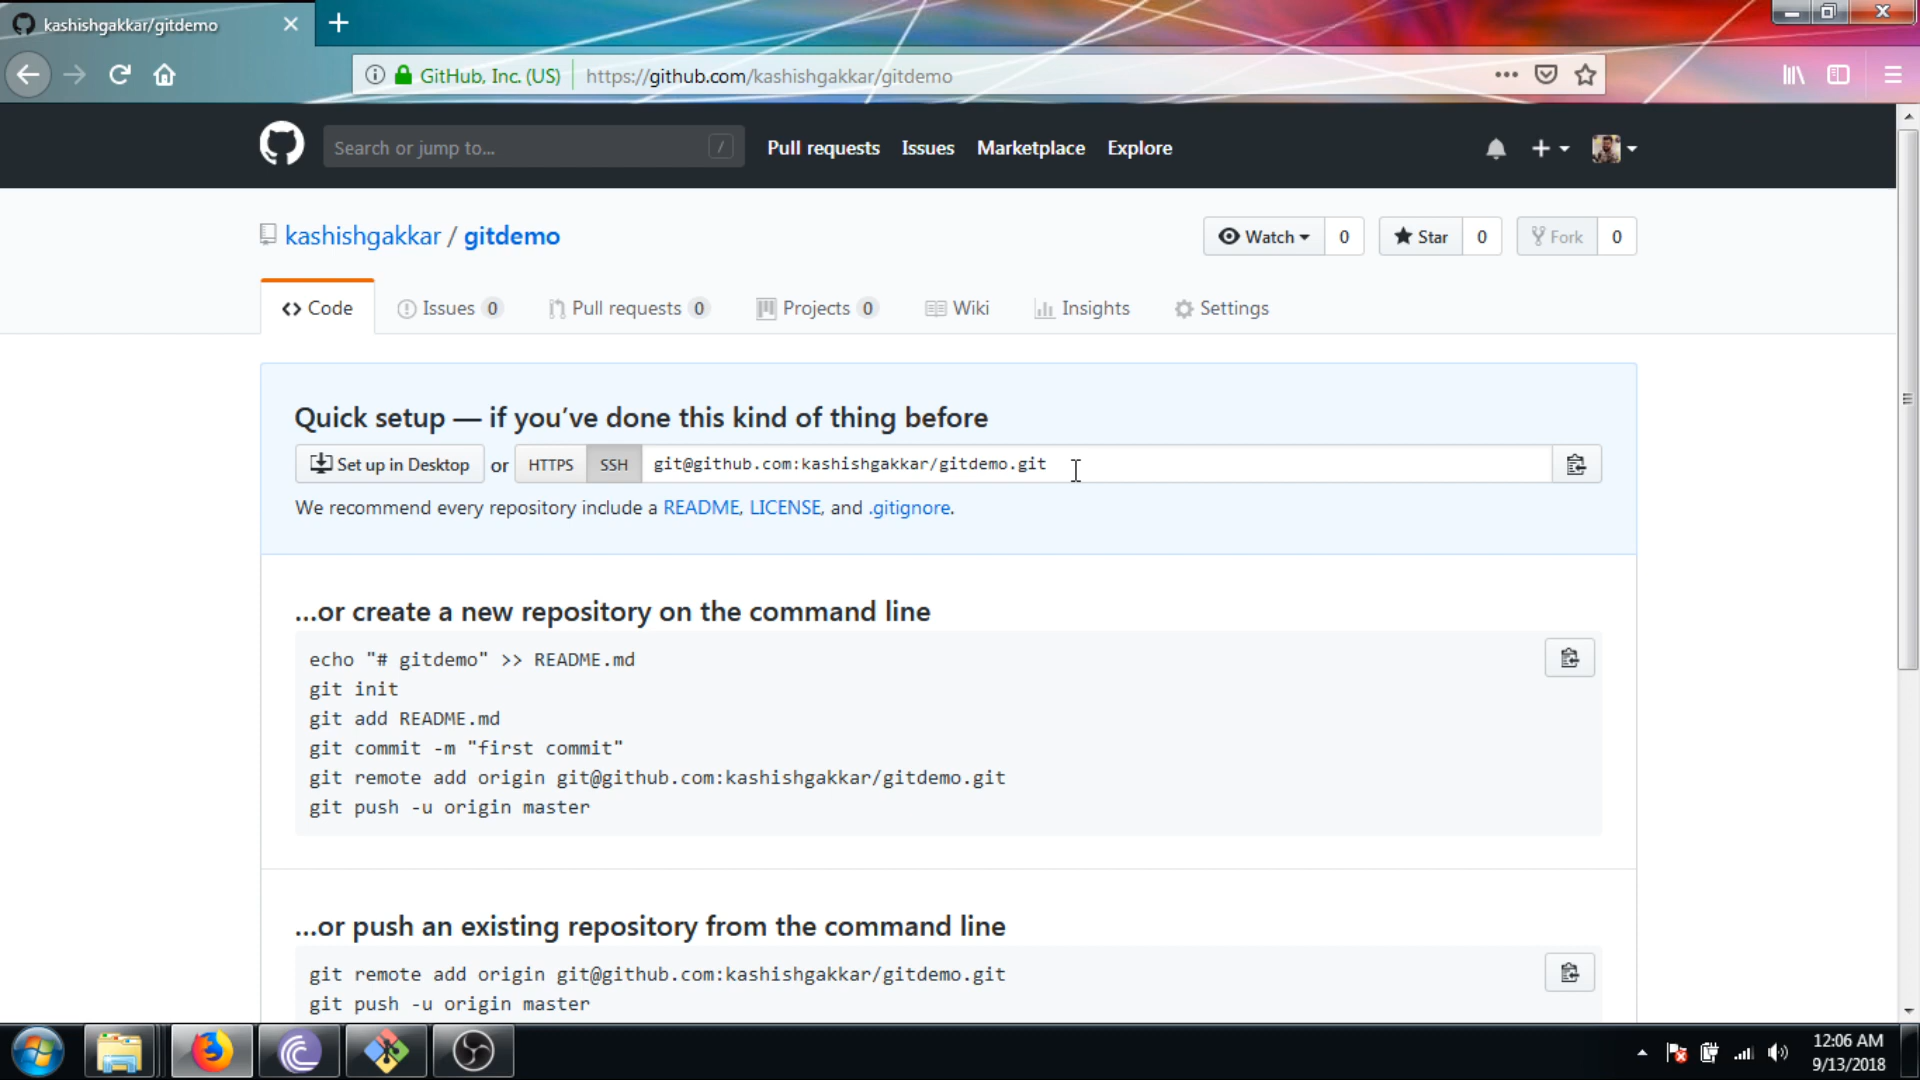 kashishgakkar/gitdemo
GitHub, Inc. (US) https://github.com/kashishgakkar/gitdemo
Search or jump to... / Pull requests Issues Marketplace Explore
kashishgakkar / gitdemo Watch 0 Star 0 Fork 0
Code Issues 0 Pull requests 0 Projects 0 Wiki Insights Settings
Quick setup — if you’ve done this kind of thing before
Set up in Desktop or HTTPS SSH git@github.com:kashishgakkar/gitdemo.git
We recommend every repository include a README, LICENSE, and .gitignore.
…or create a new repository on the command line
echo "# gitdemo" >> README.md
git init
git add README.md
git commit -m "first commit"
git remote add origin git@github.com:kashishgakkar/gitdemo.git
git push -u origin master
…or push an existing repository from the command line
git remote add origin git@github.com:kashishgakkar/gitdemo.git
git push -u origin master
12:06 AM
9/13/2018